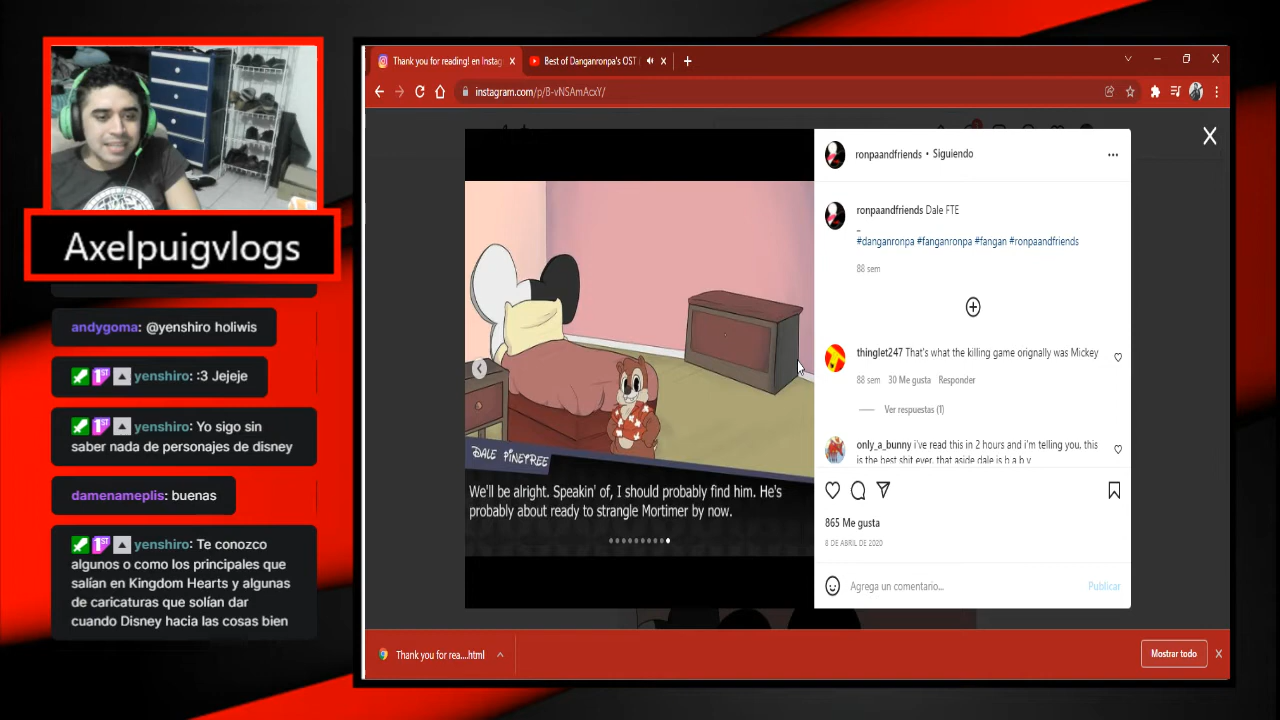 Axelpuigvlogs
andygoma: @yenshiro holiwis
yenshiro: :3 Jejeje
yenshiro: Yo sigo sin
saber nada de personajes de disney
damenameplis: buenas
yenshiro: Te conozco
algunos o como los principales que
salían en Kingdom Hearts y algunas
de caricaturas que solían dar
cuando Disney hacia las cosas bien
Thank you for reading! en Instag
Best of Danganronpa's OST
instagram.com/p/B-vNSAmAcxY/
DALE PINETREE
We'll be alright. Speakin' of, I should probably find him. He's
probably about ready to strangle Mortimer by now.
ronpaandfriends • Siguiendo
ronpaandfriends Dale FTE
_
#danganronpa #fanganronpa #fangan #ronpaandfriends
88 sem
thinglet247 That's what the killing game orignally was Mickey
88 sem 30 Me gusta Responder
Ver respuestas (1)
only_a_bunny i've read this in 2 hours and i'm telling you, this
is the best shit ever. that aside dale is b a b y
865 Me gusta
8 DE ABRIL DE 2020
Agrega un comentario... Publicar
Thank you for rea....html
Mostrar todo